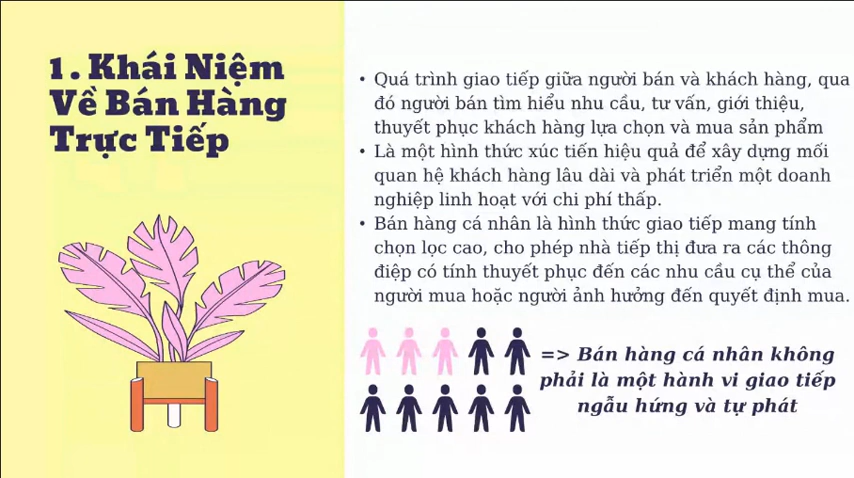 1. Khái Niệm
Về Bán Hàng
Trực Tiếp
• Quá trình giao tiếp giữa người bán và khách hàng, qua
đó người bán tìm hiểu nhu cầu, tư vấn, giới thiệu,
thuyết phục khách hàng lựa chọn và mua sản phẩm
• Là một hình thức xúc tiến hiệu quả để xây dựng mối
quan hệ khách hàng lâu dài và phát triển một doanh
nghiệp linh hoạt với chi phí thấp.
• Bán hàng cá nhân là hình thức giao tiếp mang tính
chọn lọc cao, cho phép nhà tiếp thị đưa ra các thông
điệp có tính thuyết phục đến các nhu cầu cụ thể của
người mua hoặc người ảnh hưởng đến quyết định mua.
=> Bán hàng cá nhân không
phải là một hành vi giao tiếp
ngẫu hứng và tự phát